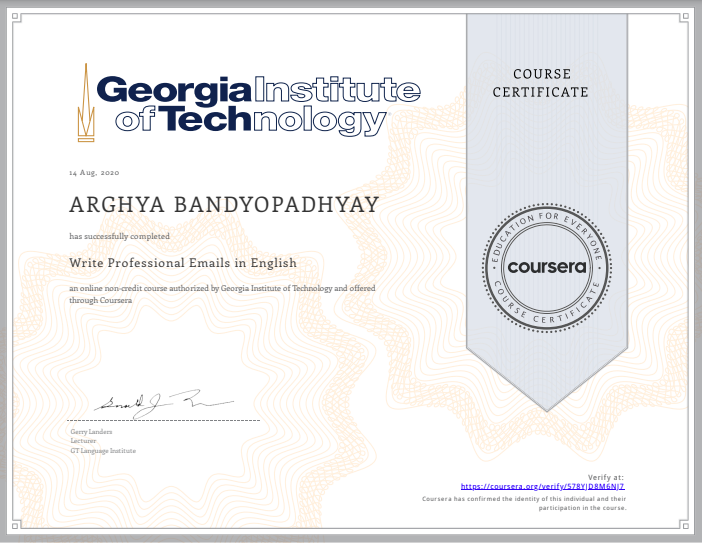 Georgia Institute
of Technology
COURSE
CERTIFICATE
14 Aug, 2020
ARGHYA BANDYOPADHYAY
has successfully completed
Write Professional Emails in English
an online non-credit course authorized by Georgia Institute of Technology and offered
through Coursera
EDUCATION FOR EVERYONE
coursera
COURSE CERTIFICATE
Gerry Landers
Lecturer
GT Language Institute
Verify at:
https://coursera.org/verify/578YJD8M6NJ7
Coursera has confirmed the identity of this individual and their
participation in the course.